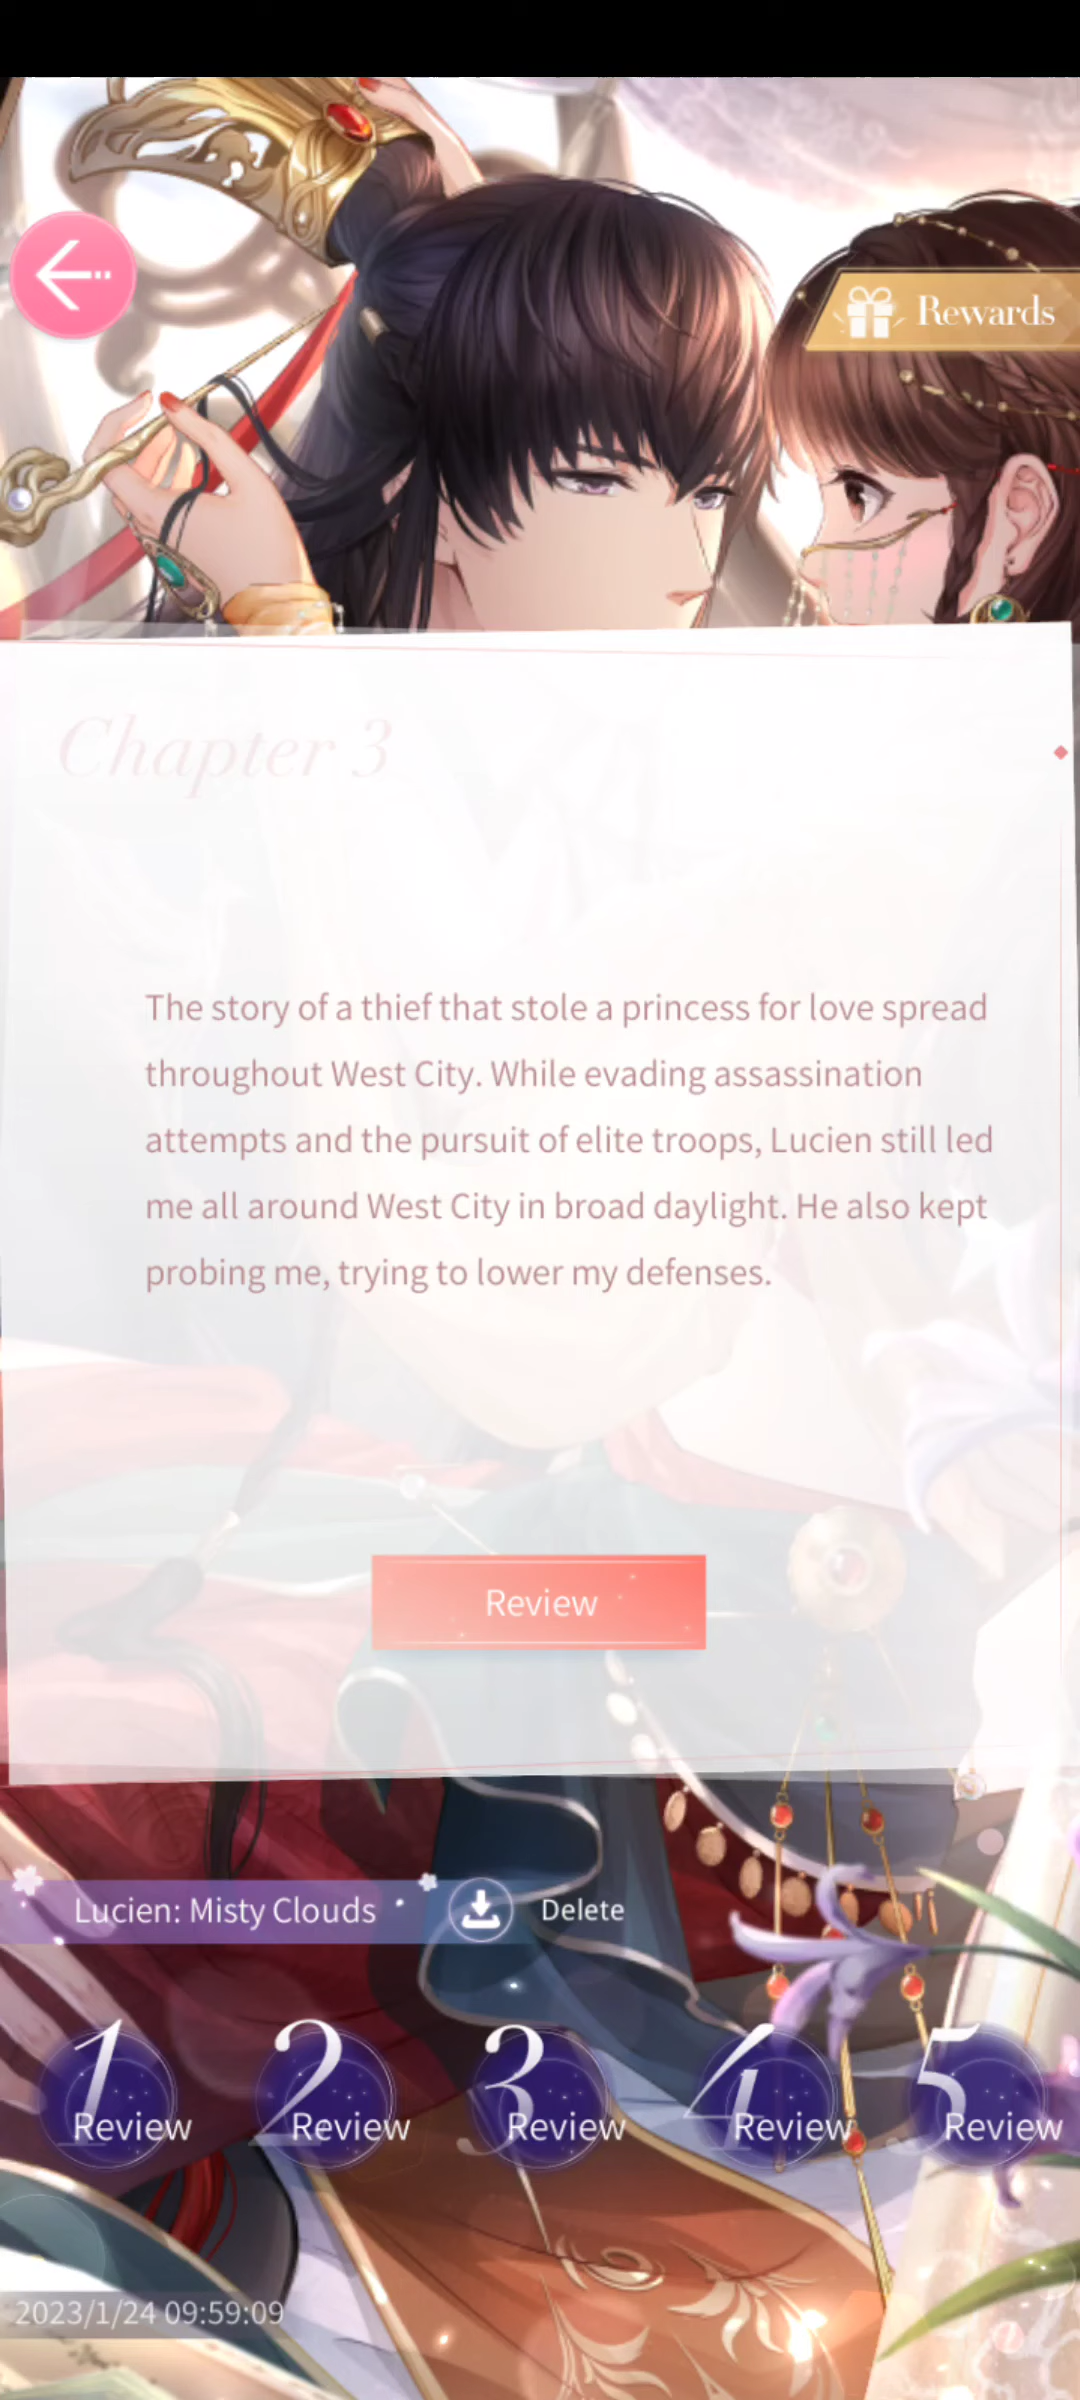 Rewards
Chapter 3
The story of a thief that stole a princess for love spread
throughout West City. While evading assassination
attempts and the pursuit of elite troops, Lucien still led
me all around West City in broad daylight. He also kept
probing me, trying to lower my defenses.
Review
Lucien: Misty Clouds
Delete
1 Review
2 Review
3 Review
4 Review
5 Review
2023/1/24 09:59:09